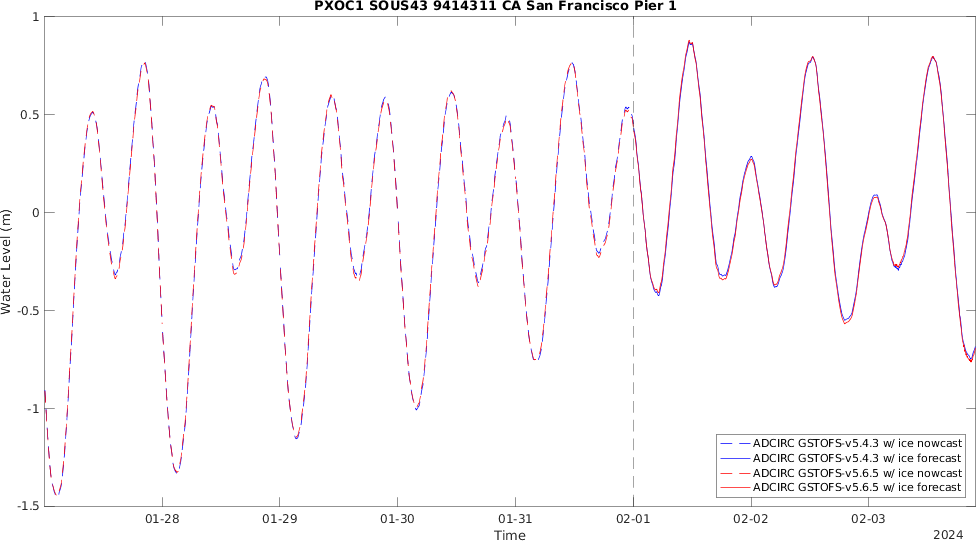 PXOC1 SOUS43 9414311 CA San Francisco Pier 1
Water Level (m)
1
0.5
0
-0.5
-1
-1.5
01-28
01-29
01-30
01-31
02-01
02-02
02-03
Time
2024
ADCIRC GSTOFS-v5.4.3 w/ ice nowcast
ADCIRC GSTOFS-v5.4.3 w/ ice forecast
ADCIRC GSTOFS-v5.6.5 w/ ice nowcast
ADCIRC GSTOFS-v5.6.5 w/ ice forecast